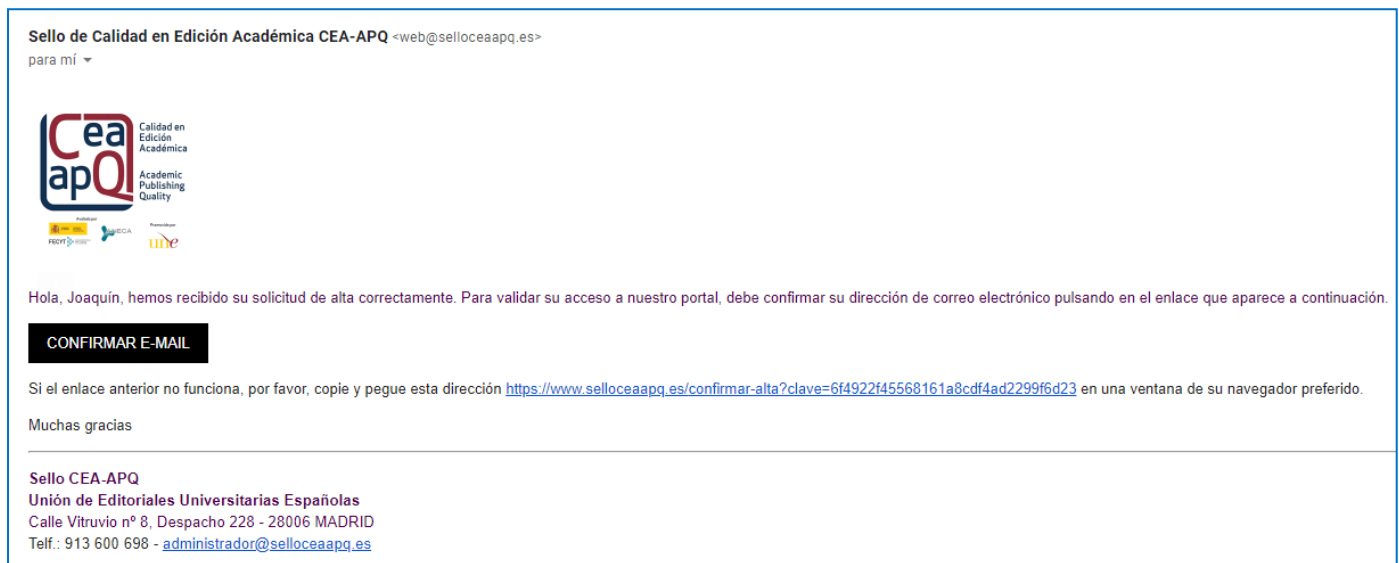 Sello de Calidad en Edición Académica CEA-APQ <web@selloceaapq.es>
para mí
Cea
apQ
Calidad en
Edición
Académica
Academic
Publishing
Quality
Avalado por
Promovido por
FECYT
ANECA
une
Hola, Joaquín, hemos recibido su solicitud de alta correctamente. Para validar su acceso a nuestro portal, debe confirmar su dirección de correo electrónico pulsando en el enlace que aparece a continuación.
CONFIRMAR E-MAIL
Si el enlace anterior no funciona, por favor, copie y pegue esta dirección https://www.selloceaapq.es/confirmar-alta?clave=6f4922f45568161a8cdf4ad2299f6d23 en una ventana de su navegador preferido.
Muchas gracias
Sello CEA-APQ
Unión de Editoriales Universitarias Españolas
Calle Vitruvio nº 8, Despacho 228 - 28006 MADRID
Telf.: 913 600 698 - administrador@selloceaapq.es